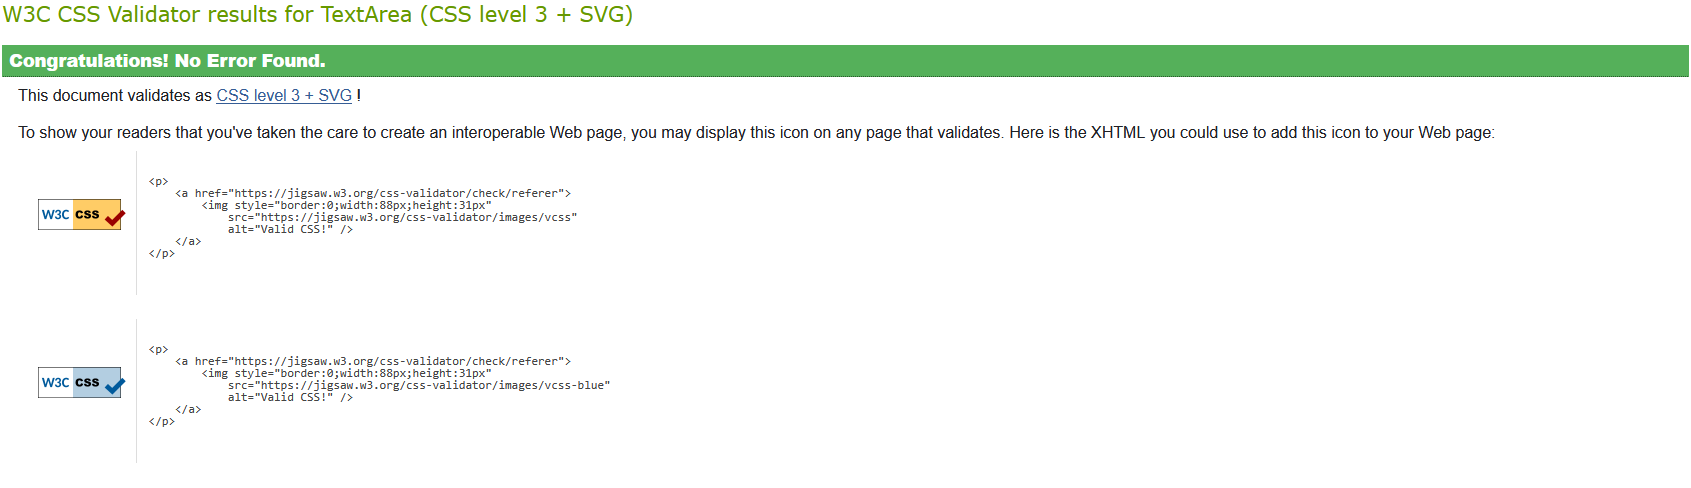 W3C CSS Validator results for TextArea (CSS level 3 + SVG)
Congratulations! No Error Found.
This document validates as CSS level 3 + SVG !
To show your readers that you've taken the care to create an interoperable Web page, you may display this icon on any page that validates. Here is the XHTML you could use to add this icon to your Web page:
W3C css
<p>
    <a href="https://jigsaw.w3.org/css-validator/check/referer">
        <img style="border:0;width:88px;height:31px"
            src="https://jigsaw.w3.org/css-validator/images/vcss"
            alt="Valid CSS!" />
    </a>
</p>
W3C css
<p>
    <a href="https://jigsaw.w3.org/css-validator/check/referer">
        <img style="border:0;width:88px;height:31px"
            src="https://jigsaw.w3.org/css-validator/images/vcss-blue"
            alt="Valid CSS!" />
    </a>
</p>